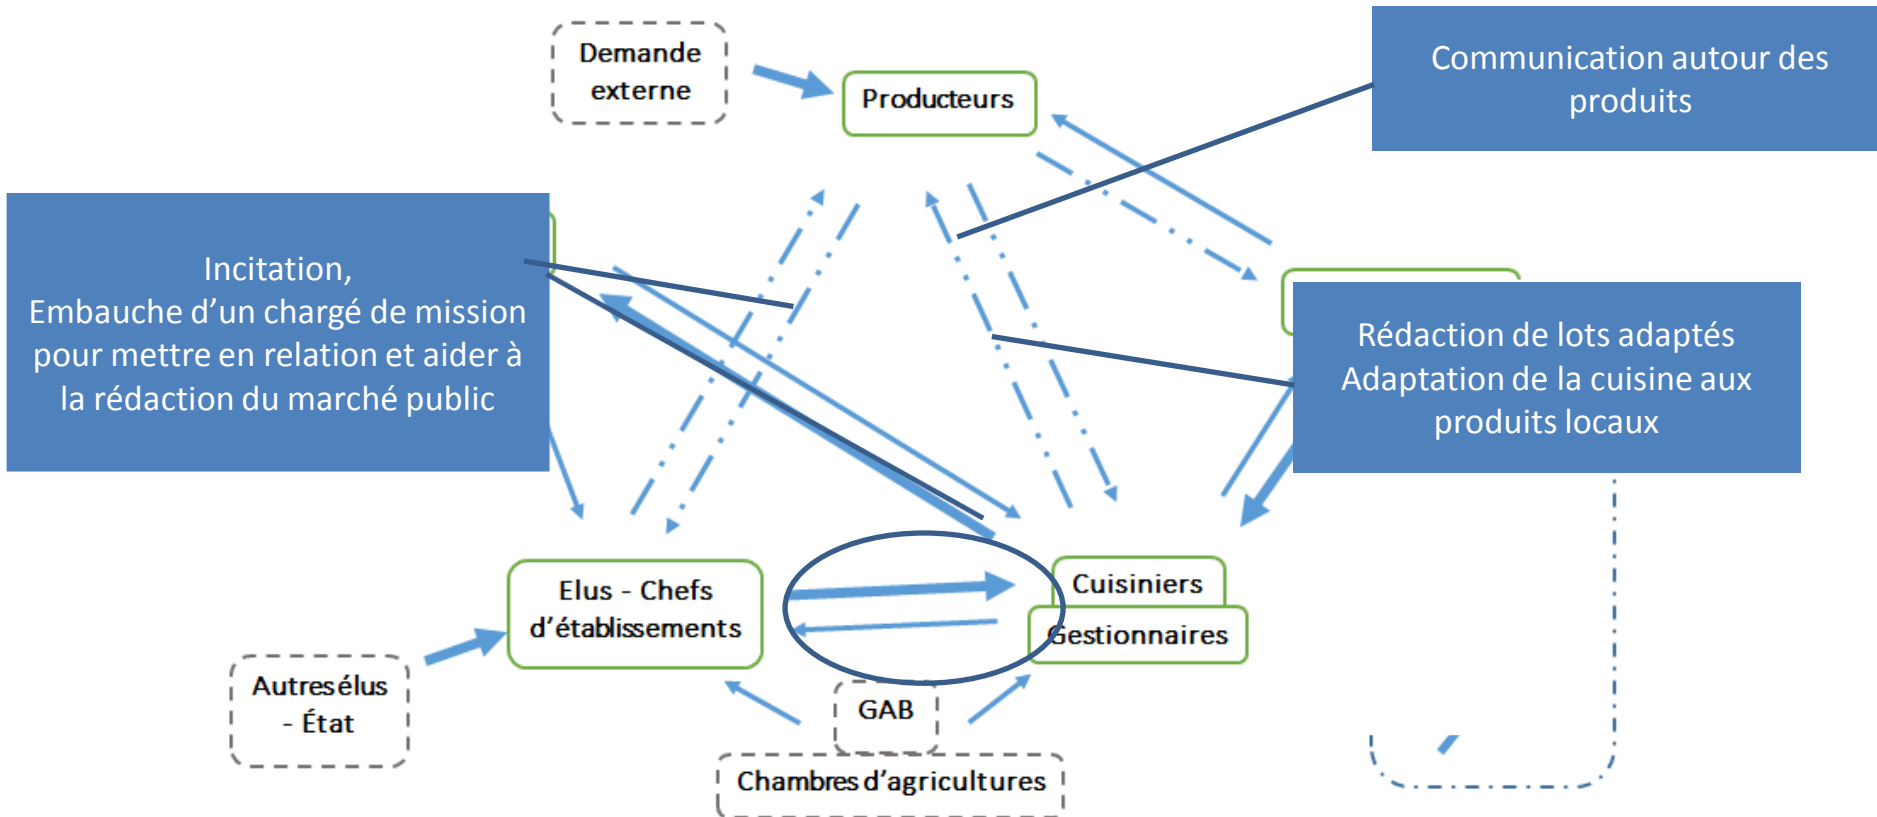 Demande
externe
Producteurs
Communication autour des
produits
Incitation,
Embauche d’un chargé de mission
pour mettre en relation et aider à
la rédaction du marché public
Rédaction de lots adaptés
Adaptation de la cuisine aux
produits locaux
Elus - Chefs
d’établissements
Cuisiniers
Gestionnaires
Autres élus
- État
GAB
Chambres d’agricultures